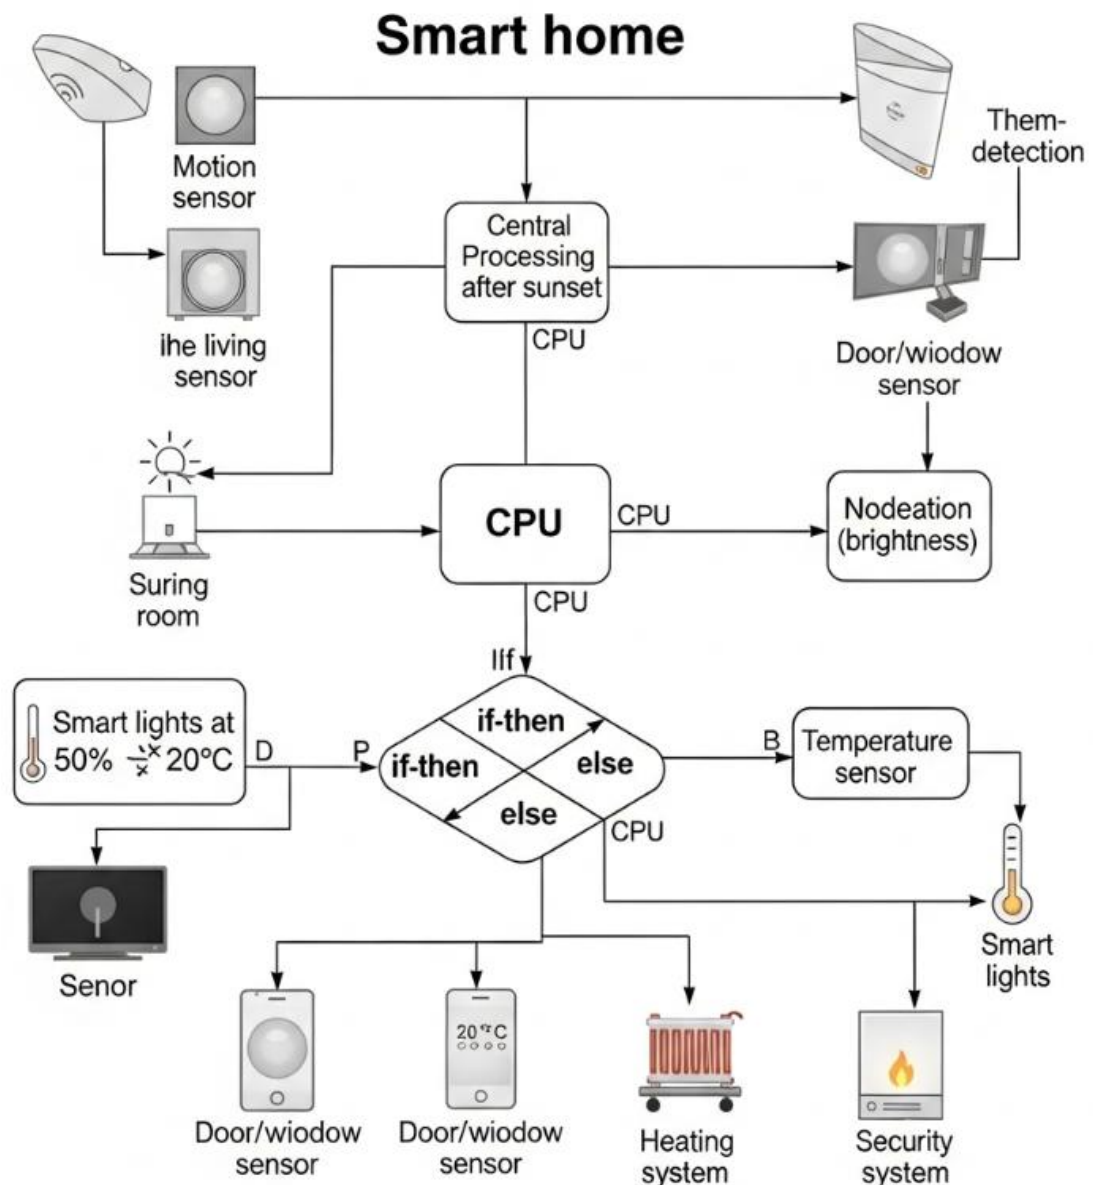 Smart home
Motion
sensor
Them-
detection
Central
Processing
after sunset
CPU
ihe living
sensor
Door/wiodow
sensor
Suring
room
CPU
CPU
CPU
Nodeation
(brightness)
IIf
Smart lights at
50% 20°C
D
P
if-then
if-then
else
else
B
Temperature
sensor
CPU
Smart
lights
Senor
20 °C
Door/wiodow
sensor
Door/wiodow
sensor
Heating
system
Security
system